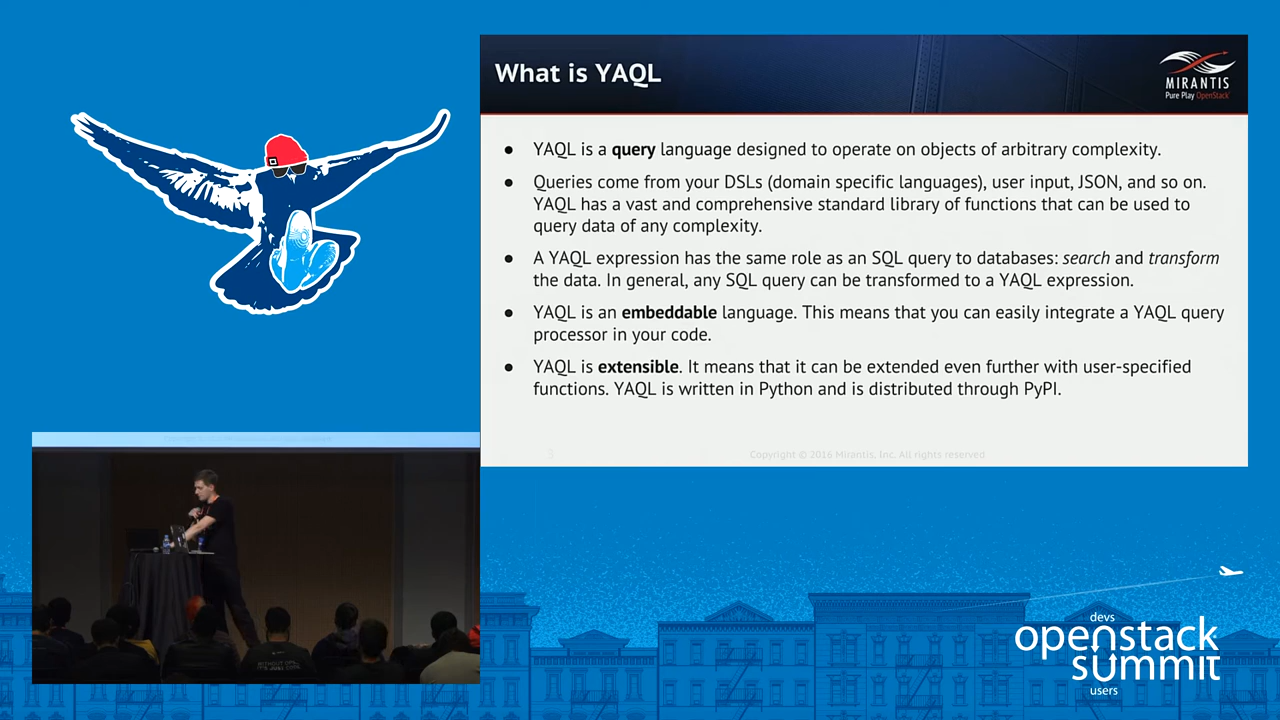 What is YAQL
MIRANTIS
Pure Play OpenStack
● YAQL is a query language designed to operate on objects of arbitrary complexity.
● Queries come from your DSLs (domain specific languages), user input, JSON, and so on.
YAQL has a vast and comprehensive standard library of functions that can be used to
query data of any complexity.
● A YAQL expression has the same role as an SQL query to databases: search and transform
the data. In general, any SQL query can be transformed to a YAQL expression.
● YAQL is an embeddable language. This means that you can easily integrate a YAQL query
processor in your code.
● YAQL is extensible. It means that it can be extended even further with user-specified
functions. YAQL is written in Python and is distributed through PyPI.
3
Copyright © 2016 Mirantis, Inc. All rights reserved
devs
openstack
summit
users